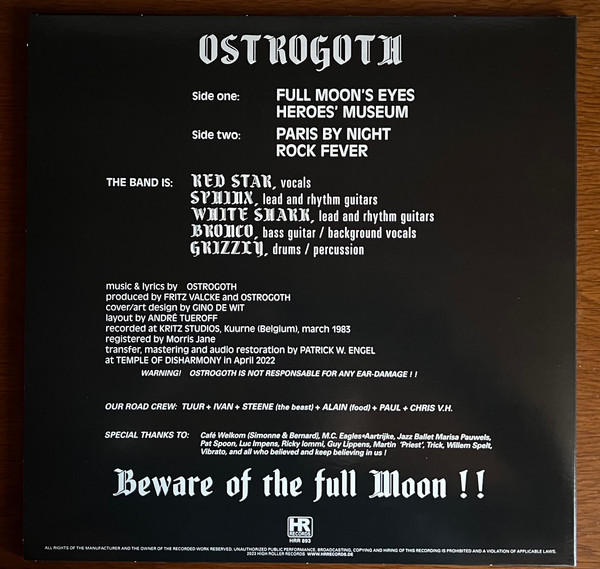 OSTROGOTH
Side one: FULL MOON'S EYES
HEROES' MUSEUM
Side two: PARIS BY NIGHT
ROCK FEVER
THE BAND IS: RED STAR, vocals
SPHINX, lead and rhythm guitars
WHITE SHARK, lead and rhythm guitars
BRONCO, bass guitar / background vocals
GRIZZLY, drums / percussion
music & lyrics by OSTROGOTH
produced by FRITZ VALCKE and OSTROGOTH
cover/art design by GINO DE WIT
layout by ANDRÉ TUEROFF
recorded at KRITZ STUDIOS, Kuurne (Belgium), march 1983
registered by Morris Jane
transfer, mastering and audio restoration by PATRICK W. ENGEL
at TEMPLE OF DISHARMONY in April 2022
WARNING! OSTROGOTH IS NOT RESPONSIBLE FOR ANY EAR-DAMAGE ! !
OUR ROAD CREW: TUUR + IVAN + STEENE (the beast) + ALAIN (food) + PAUL + CHRIS V.H.
SPECIAL THANKS TO: Café Welkom (Simonne & Bernard), M.C. Eagles•Aartrijke, Jazz Ballet Marisa Pauwels,
Pat Spoon, Luc Impens, Ricky Iommi, Guy Lippens, Martin 'Priest', Trick, Willem Spelt,
Vibrato, and all who believed and keep believing in us !
Beware of the full Moon ! !
HR
RECORDS
HRR 893
ALL RIGHTS OF THE MANUFACTURER AND THE OWNER OF THE RECORDED WORK RESERVED. UNAUTHORIZED PUBLIC PERFORMANCE, BROADCASTING, COPYING AND HIRING OF THIS RECORDING IS PROHIBITED AND A VIOLATION OF APPLICABLE LAWS.
2023 HIGH ROLLER RECORDS WWW.HRRECORDS.DE